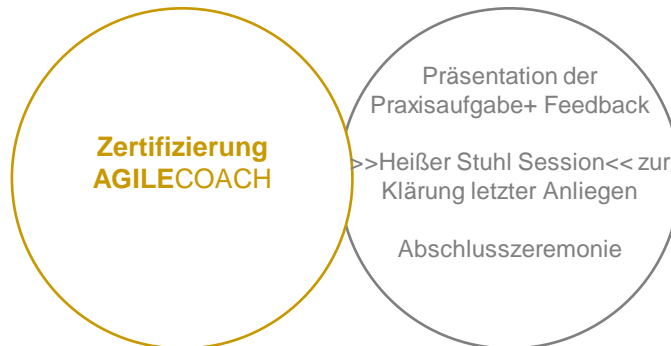 Zertifizierung
AGILECOACH
Präsentation der
Praxisaufgabe+ Feedback
>>Heißer Stuhl Session<< zur
Klärung letzter Anliegen
Abschlusszeremonie